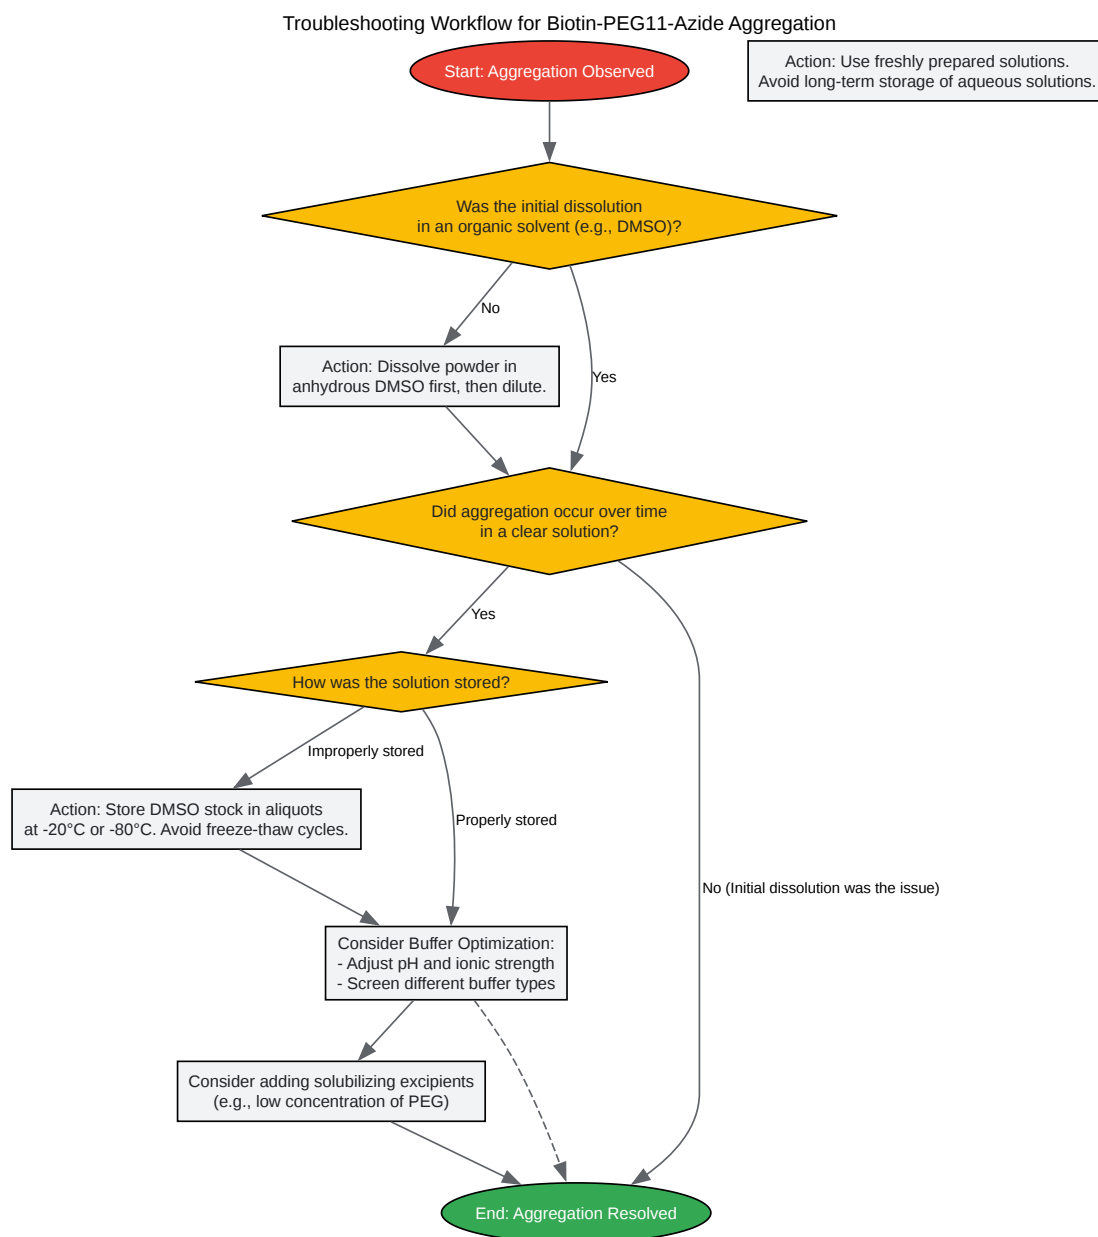 Troubleshooting Workflow for Biotin-PEG11-Azide Aggregation
Start: Aggregation Observed
Action: Use freshly prepared solutions.
Avoid long-term storage of aqueous solutions.
Was the initial dissolution
in an organic solvent (e.g., DMSO)?
No
Action: Dissolve powder in
anhydrous DMSO first, then dilute.
Yes
Did aggregation occur over time
in a clear solution?
Yes
How was the solution stored?
Improperly stored
Action: Store DMSO stock in aliquots
at -20°C or -80°C. Avoid freeze-thaw cycles.
Properly stored
No (Initial dissolution was the issue)
Consider Buffer Optimization:
- Adjust pH and ionic strength
- Screen different buffer types
Consider adding solubilizing excipients
(e.g., low concentration of PEG)
End: Aggregation Resolved